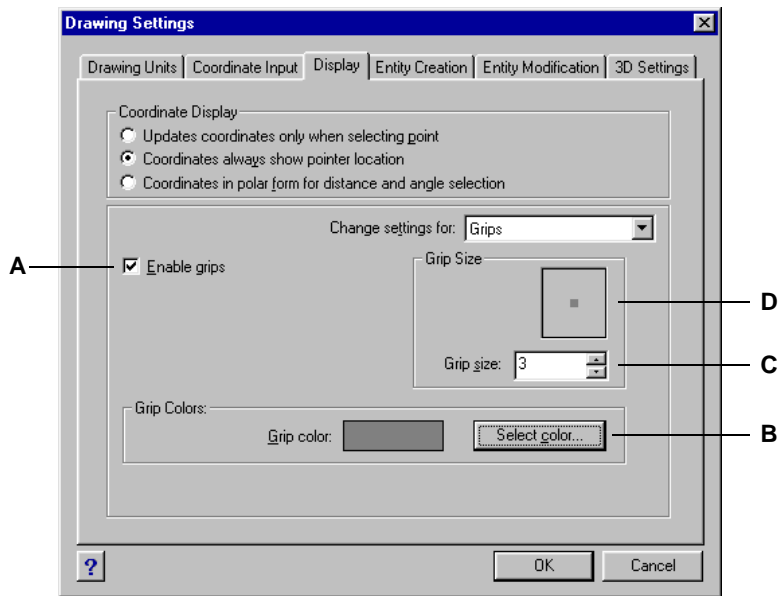 Drawing Settings
Drawing Units Coordinate Input Display Entity Creation Entity Modification 3D Settings
Coordinate Display
Updates coordinates only when selecting point
Coordinates always show pointer location
Coordinates in polar form for distance and angle selection
Change settings for: Grips
A
Enable grips
Grip Size
D
Grip size: 3
C
Grip Colors:
Grip color: Select color...
B
?
OK Cancel